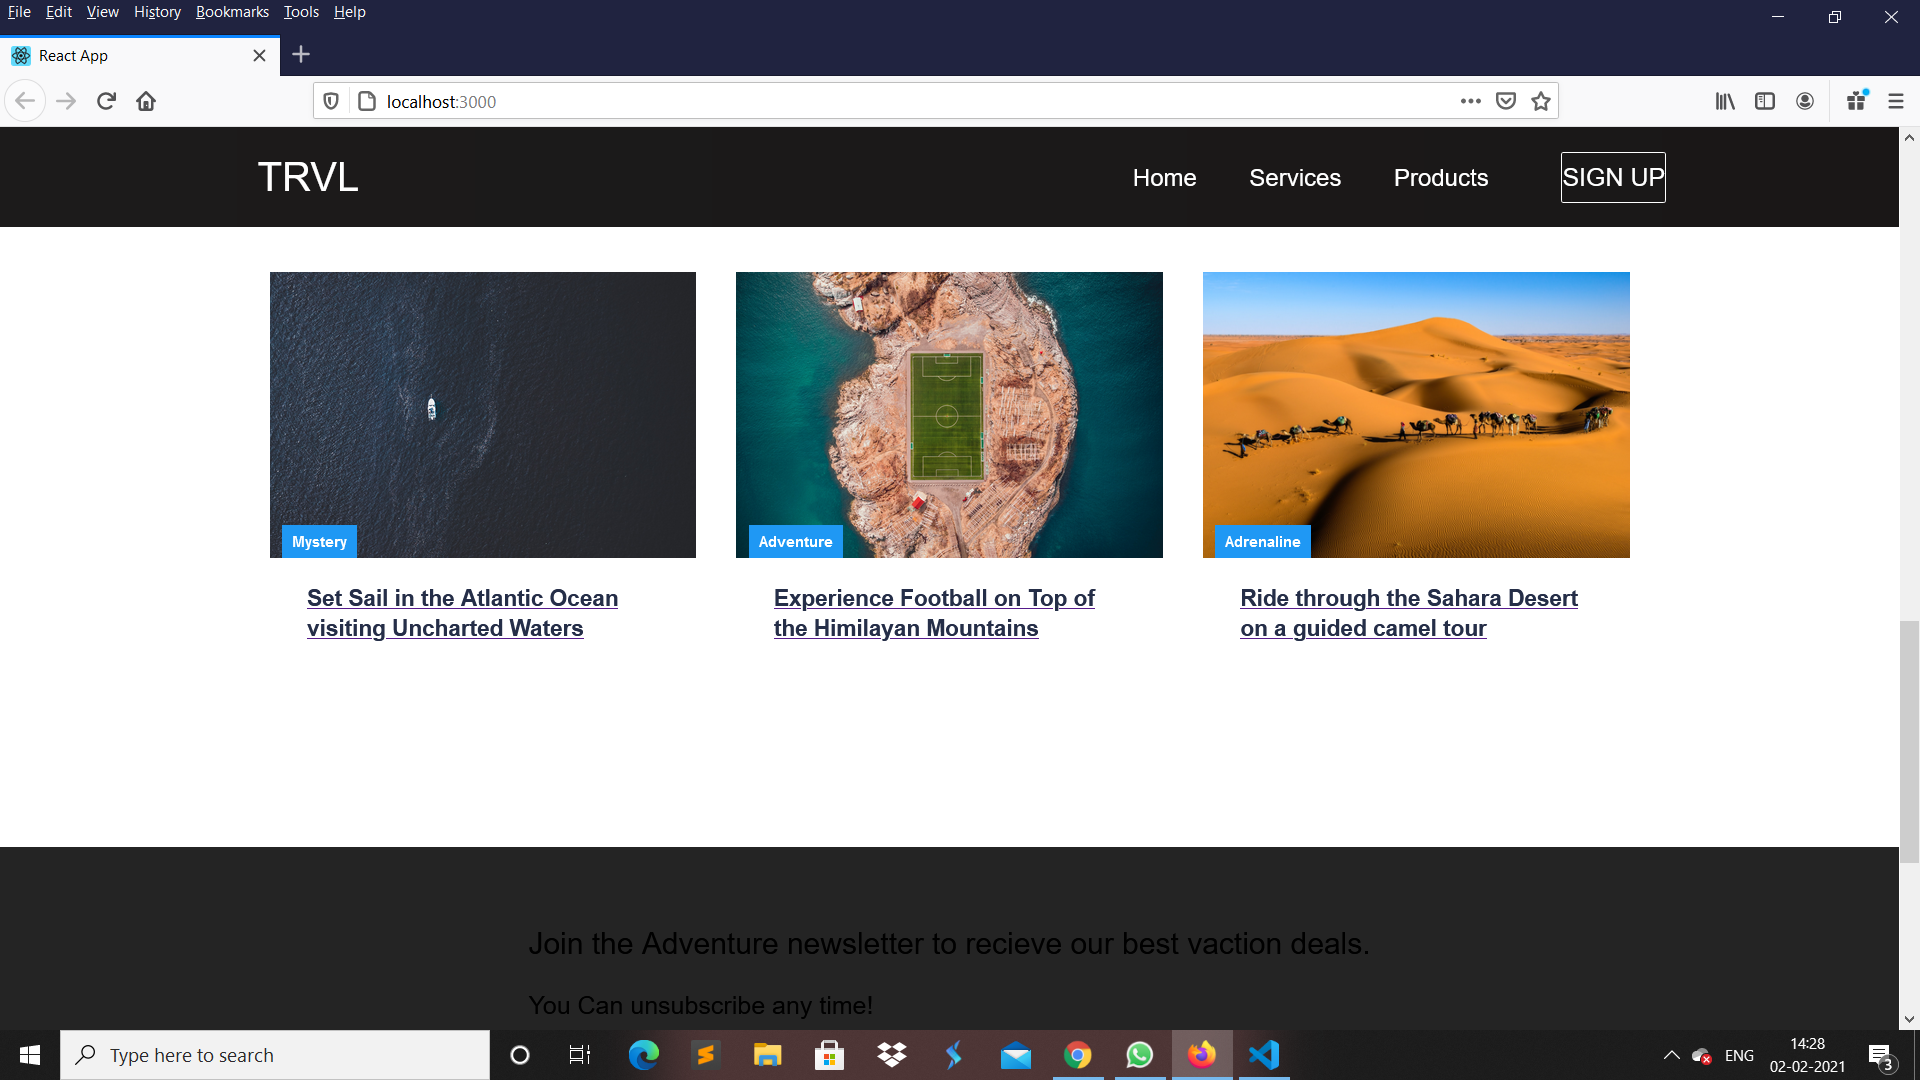 File Edit View History Bookmarks Tools Help
React App
localhost:3000
TRVL
Home Services Products SIGN UP
Mystery
Set Sail in the Atlantic Ocean
visiting Uncharted Waters
Adventure
Experience Football on Top of
the Himilayan Mountains
Adrenaline
Ride through the Sahara Desert
on a guided camel tour
Join the Adventure newsletter to recieve our best vaction deals.
You Can unsubscribe any time!
Type here to search
ENG
14:28
02-02-2021
3